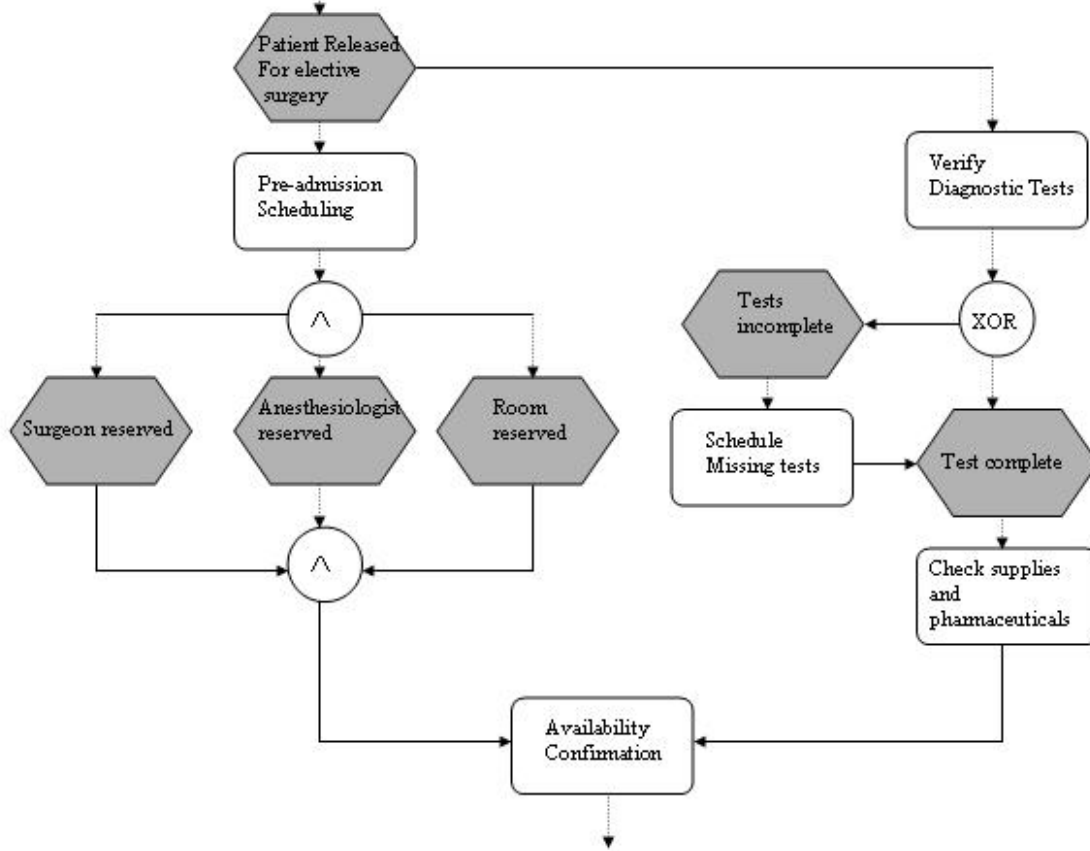 Patient Released
For elective
surgery
Pre-admission
Scheduling
Verify
Diagnostic Tests
^
Tests
incomplete
XOR
Surgeon reserved
Anesthesiologist
reserved
Room
reserved
Schedule
Missing tests
Test complete
^
Check supplies
and
pharmaceuticals
Availability
Confirmation